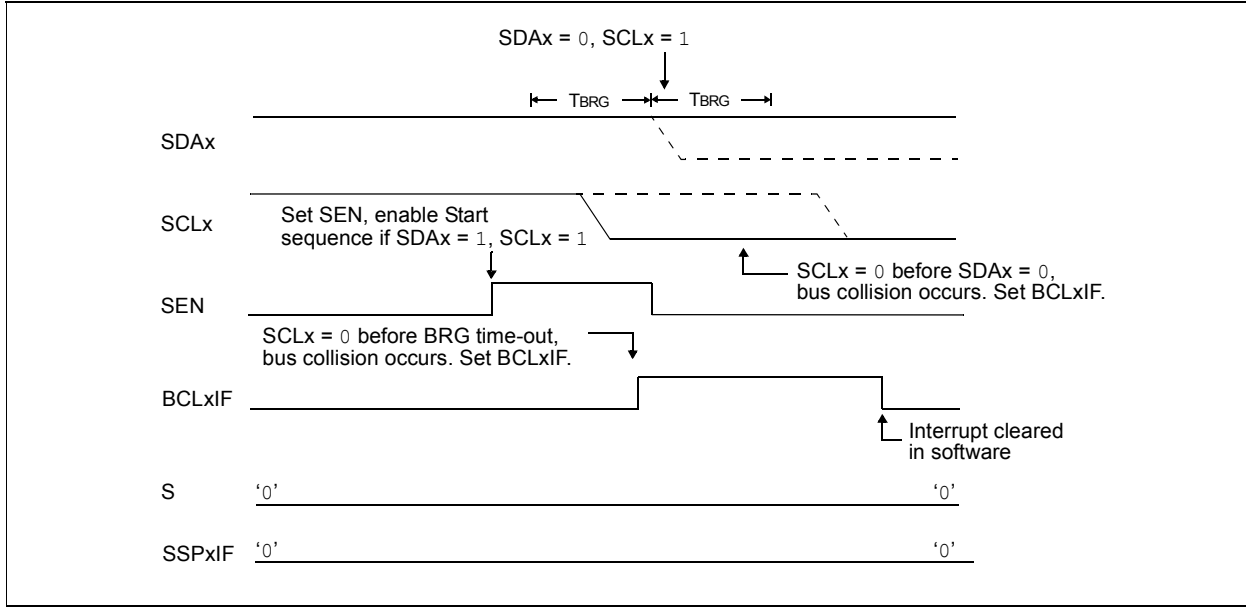 SDAx = 0, SCLx = 1
TBRG TBRG
SDAx
SCLx
Set SEN, enable Start
sequence if SDAx = 1, SCLx = 1
SCLx = 0 before SDAx = 0,
bus collision occurs. Set BCLxIF.
SEN
SCLx = 0 before BRG time-out,
bus collision occurs. Set BCLxIF.
BCLxIF
Interrupt cleared
in software
S ‘0’ ‘0’
SSPxIF ‘0’ ‘0’